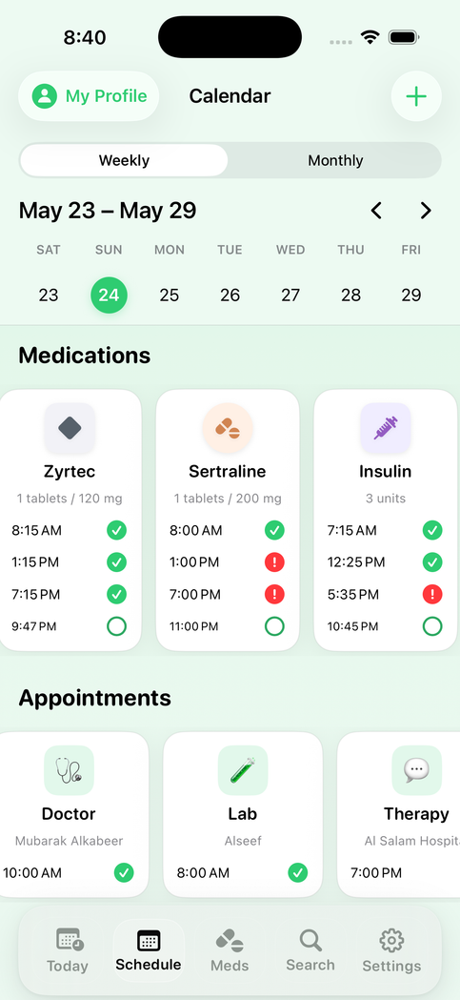 8:40
My Profile
Calendar
Weekly
Monthly
May 23 – May 29
SAT SUN MON TUE WED THU FRI
23 24 25 26 27 28 29
Medications
Zyrtec
1 tablets / 120 mg
8:15 AM
1:15 PM
7:15 PM
9:47 PM
Sertraline
1 tablets / 200 mg
8:00 AM
1:00 PM
7:00 PM
11:00 PM
Insulin
3 units
7:15 AM
12:25 PM
5:35 PM
10:45 PM
Appointments
Doctor
Mubarak Alkabeer
10:00 AM
Lab
Alseef
8:00 AM
Therapy
Al Salam Hospit
7:00 PM
Today
Schedule
Meds
Search
Settings